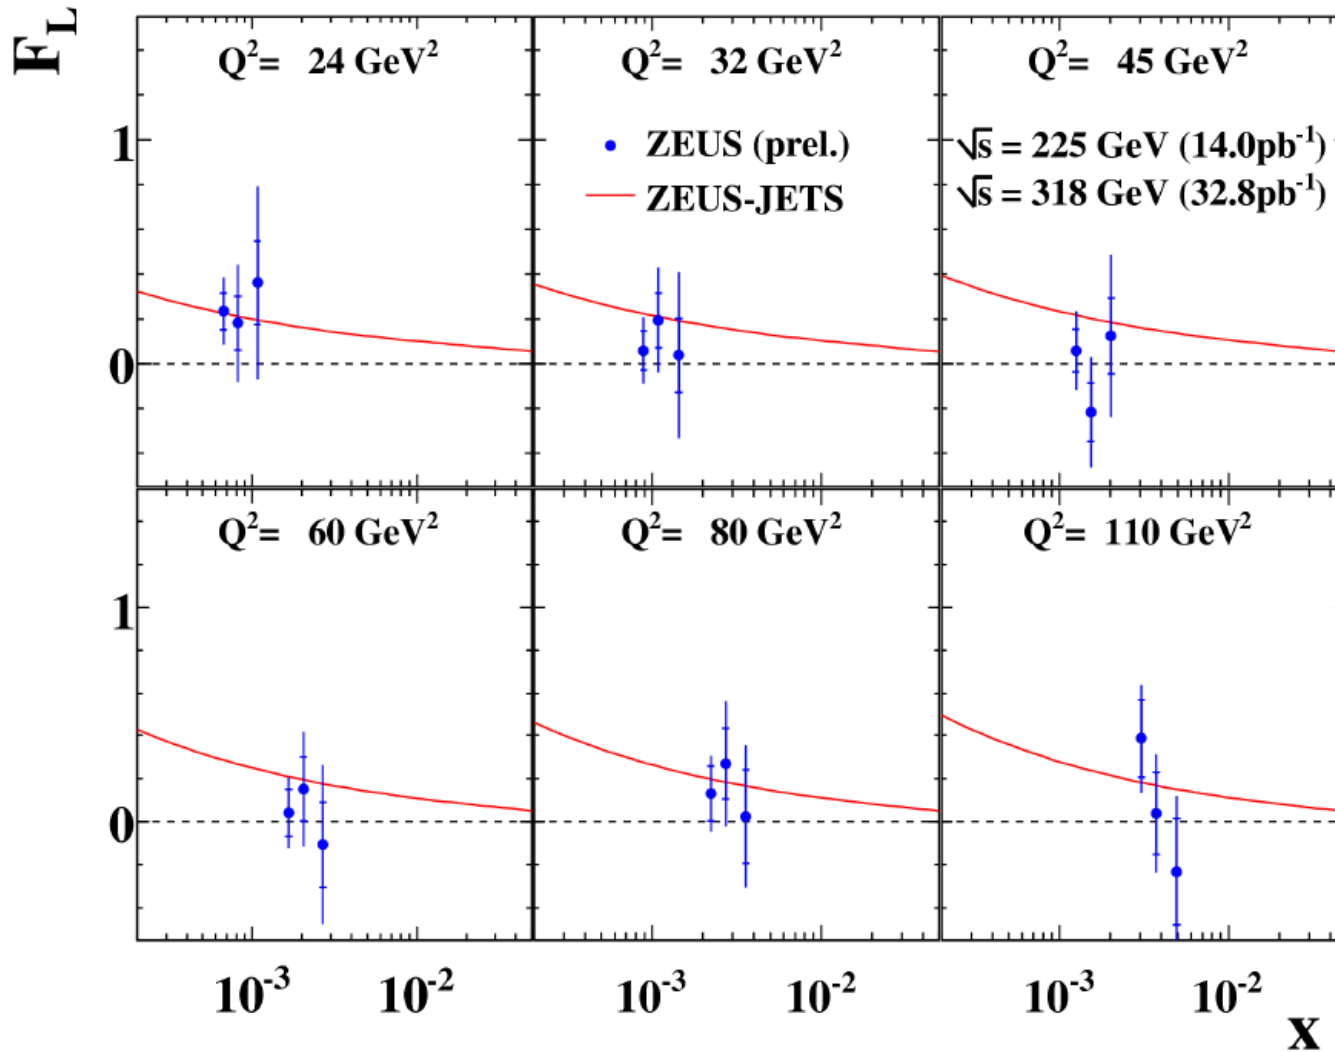 F_L
Q²= 24 GeV²
Q²= 32 GeV²
Q²= 45 GeV²
ZEUS (prel.)
ZEUS-JETS
√s = 225 GeV (14.0pb⁻¹)
√s = 318 GeV (32.8pb⁻¹)
1
0
Q²= 60 GeV²
Q²= 80 GeV²
Q²= 110 GeV²
1
0
10⁻³ 10⁻² 10⁻³ 10⁻² 10⁻³ 10⁻²
x